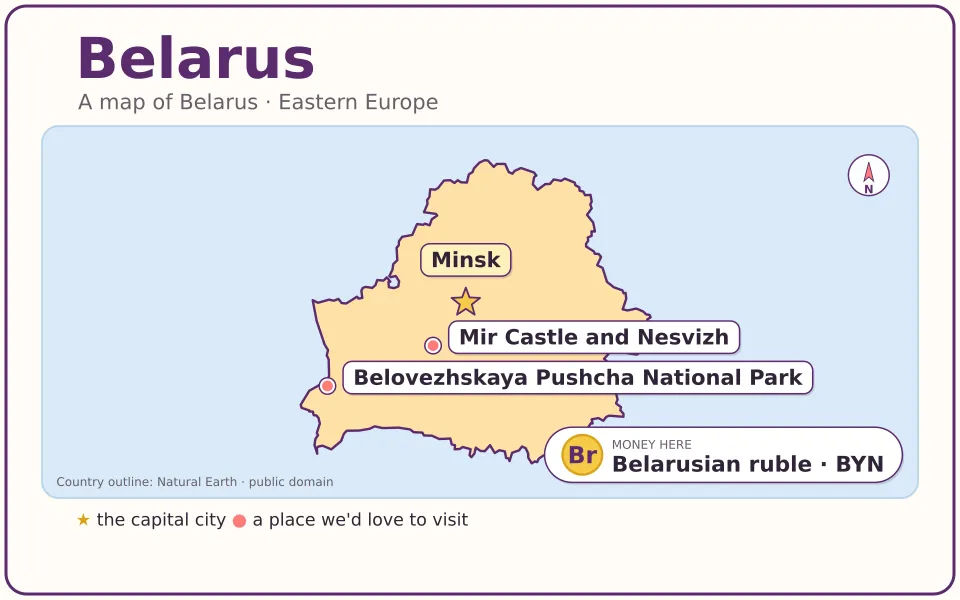 Belarus
A map of Belarus · Eastern Europe
N
Minsk
Mir Castle and Nesvizh
Belovezhskaya Pushcha National Park
Br
MONEY HERE
Belarusian ruble · BYN
Country outline: Natural Earth · public domain
the capital city
a place we'd love to visit